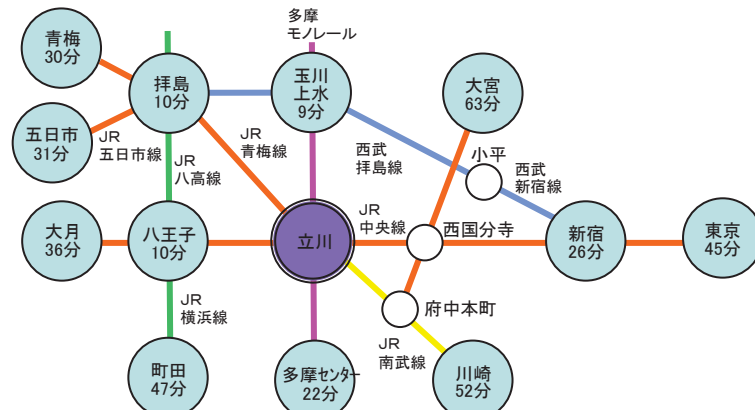 多摩
モノレール
青梅
30分
拝島
10分
玉川
上水
9分
大宮
63分
五日市
31分
JR
五日市線
JR
青梅線
西武
拝島線
小平
西武
新宿線
JR
八高線
大月
36分
八王子
10分
立川
JR
中央線
西国分寺
新宿
26分
東京
45分
JR
横浜線
府中本町
JR
南武線
町田
47分
多摩センター
22分
川崎
52分